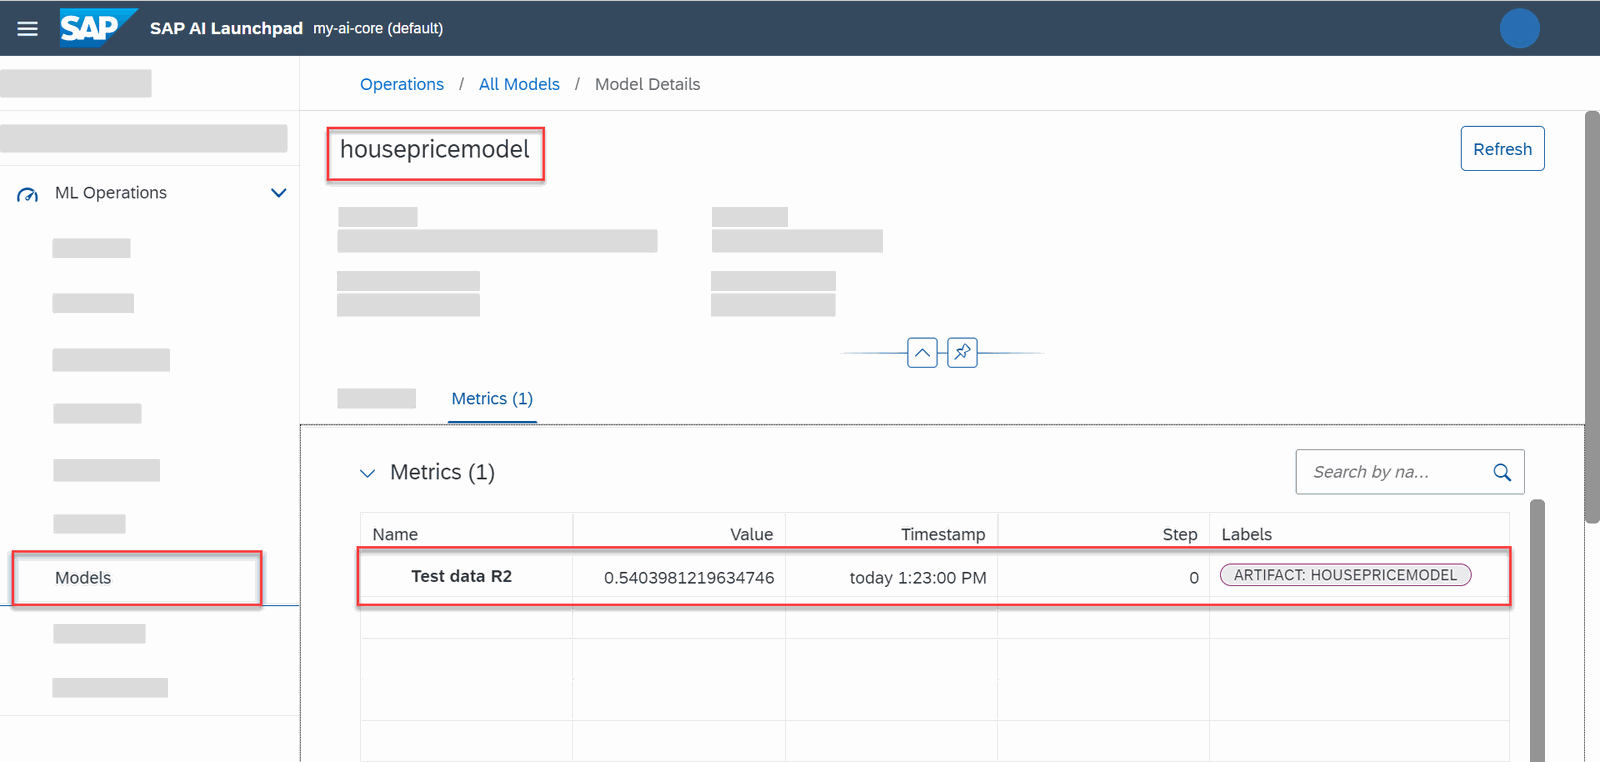 SAP SAP AI Launchpad my-ai-core (default)
Operations / All Models / Model Details
housepricemodel
Refresh
ML Operations
Metrics (1)
Metrics (1)
Search by na...
Name Value Timestamp Step Labels
Models
Test data R2 0.5403981219634746 today 1:23:00 PM 0 ARTIFACT: HOUSEPRICEMODEL